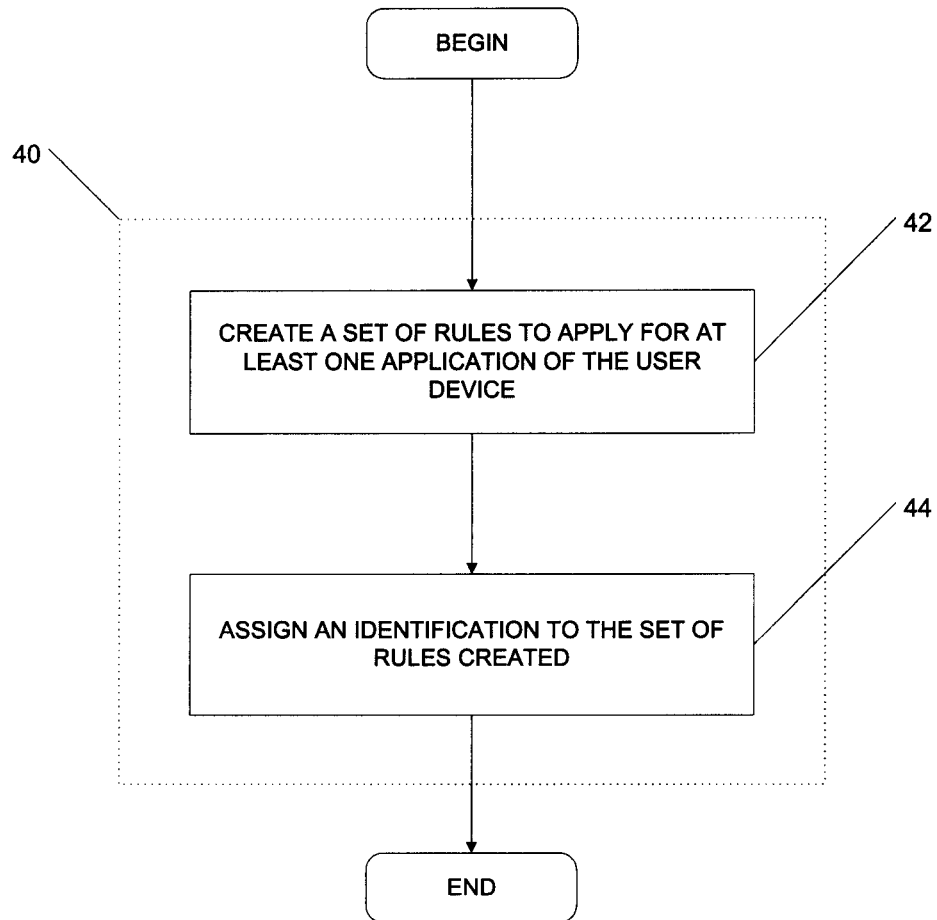 BEGIN
40
42
CREATE A SET OF RULES TO APPLY FOR AT
LEAST ONE APPLICATION OF THE USER
DEVICE
44
ASSIGN AN IDENTIFICATION TO THE SET OF
RULES CREATED
END